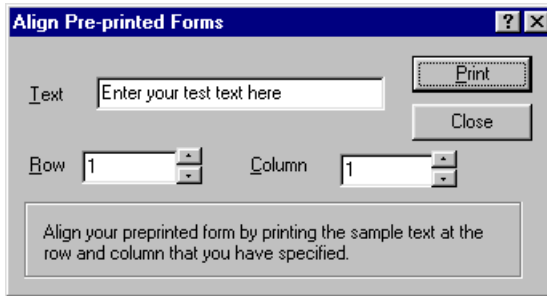 Align Pre-printed Forms ? ×
Print
Text Enter your test text here
Close
Row 1 Column 1
Align your preprinted form by printing the sample text at the
row and column that you have specified.